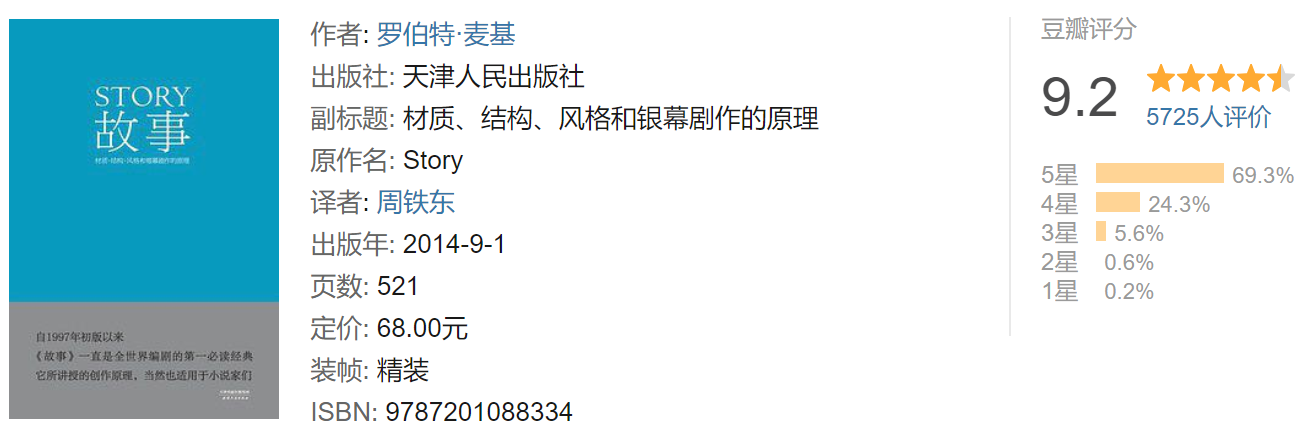 STORY
故事
材质·结构·风格和银幕剧作的原理
自1997年初版以来
《故事》一直是全世界编剧的第一必读经典
它所讲授的创作原理，当然也适用于小说家们
作者: 罗伯特·麦基
出版社: 天津人民出版社
副标题: 材质、结构、风格和银幕剧作的原理
原作名: Story
译者: 周铁东
出版年: 2014-9-1
页数: 521
定价: 68.00元
装帧: 精装
ISBN: 9787201088334
豆瓣评分
9.2
5725人评价
5星 69.3%
4星 24.3%
3星 5.6%
2星 0.6%
1星 0.2%